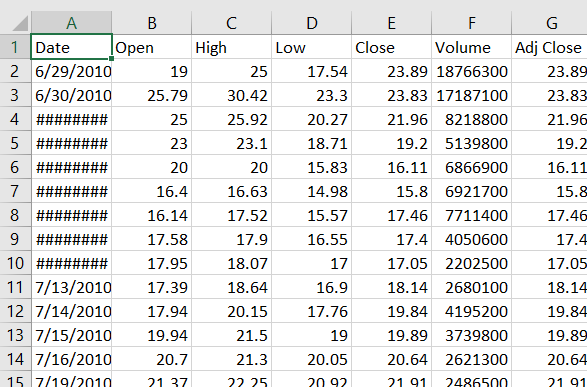 A B C D E F G
1 Date Open High Low Close Volume Adj Close
2 6/29/2010 19 25 17.54 23.89 18766300 23.89
3 6/30/2010 25.79 30.42 23.3 23.83 17187100 23.83
4 ######## 25 25.92 20.27 21.96 8218800 21.96
5 ######## 23 23.1 18.71 19.2 5139800 19.2
6 ######## 20 20 15.83 16.11 6866900 16.11
7 ######## 16.4 16.63 14.98 15.8 6921700 15.8
8 ######## 16.14 17.52 15.57 17.46 7711400 17.46
9 ######## 17.58 17.9 16.55 17.4 4050600 17.4
10 ######## 17.95 18.07 17 17.05 2202500 17.05
11 7/13/2010 17.39 18.64 16.9 18.14 2680100 18.14
12 7/14/2010 17.94 20.15 17.76 19.84 4195200 19.84
13 7/15/2010 19.94 21.5 19 19.89 3739800 19.89
14 7/16/2010 20.7 21.3 20.05 20.64 2621300 20.64
15 7/19/2010 21.37 22.25 20.92 21.91 2486500 21.91